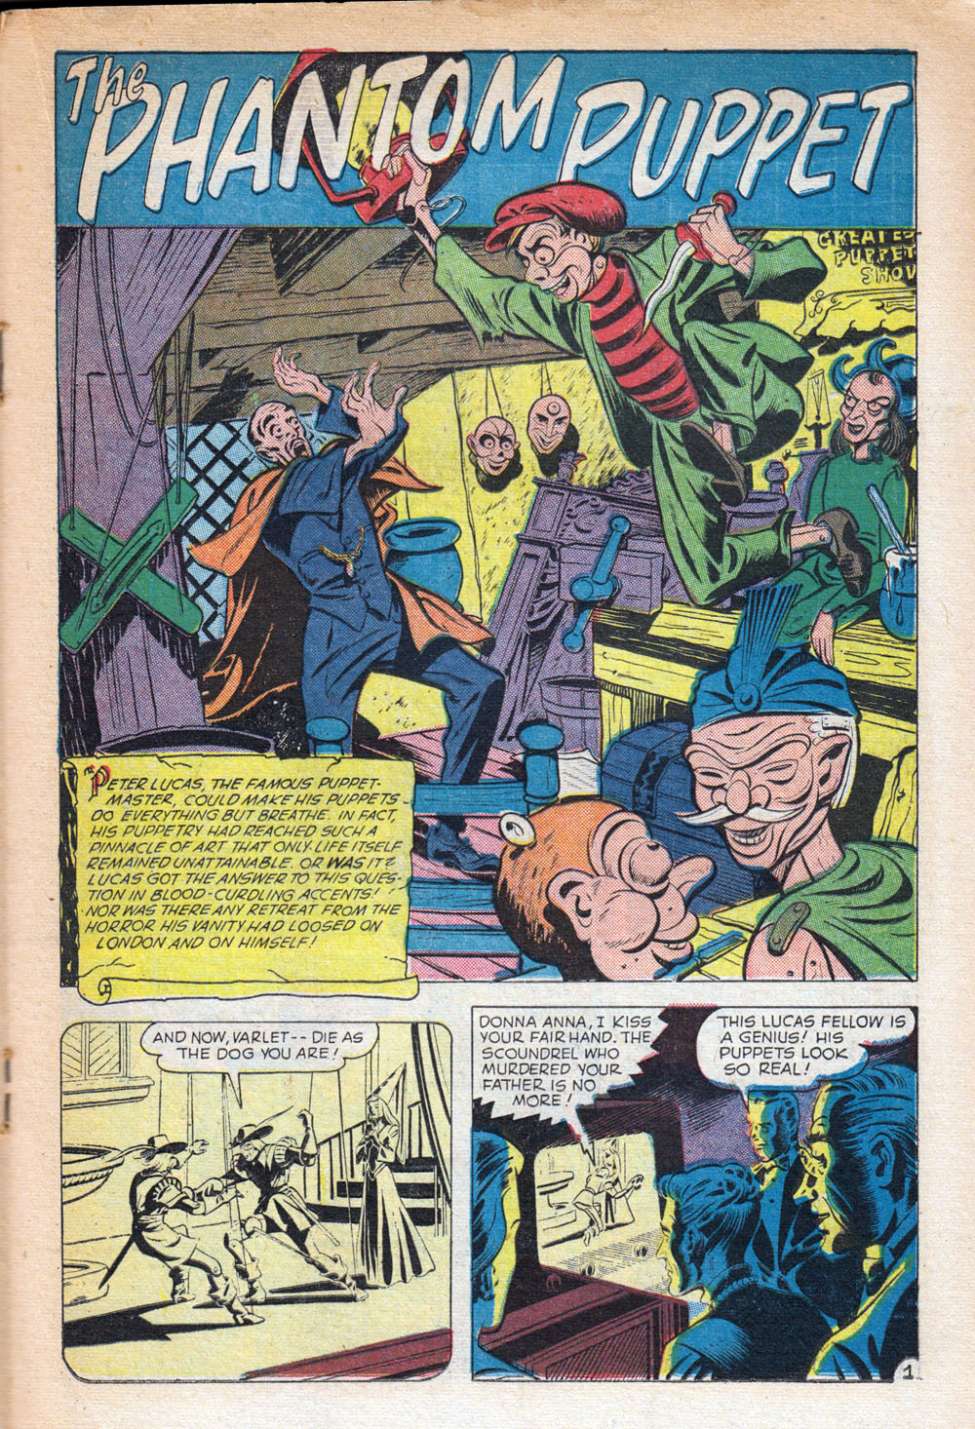 The
PHANTOM PUPPET
GREATEST
PUPPET
SHOW
PETER LUCAS, THE FAMOUS PUPPET-
MASTER, COULD MAKE HIS PUPPETS
DO EVERYTHING BUT BREATHE. IN FACT,
HIS PUPPETRY HAD REACHED SUCH A
PINNACLE OF ART THAT ONLY LIFE ITSELF
REMAINED UNATTAINABLE. OR WAS IT?
LUCAS GOT THE ANSWER TO THIS QUES-
TION IN BLOOD-CURDLING ACCENTS!
NOR WAS THERE ANY RETREAT FROM THE
HORROR HIS VANITY HAD LOOSED ON
LONDON AND ON HIMSELF!
AND NOW, VARLET-- DIE AS
THE DOG YOU ARE!
DONNA ANNA, I KISS
YOUR FAIR HAND. THE
SCOUNDREL WHO
MURDERED YOUR
FATHER IS NO
MORE!
THIS LUCAS FELLOW IS
A GENIUS! HIS
PUPPETS LOOK
SO REAL!
1